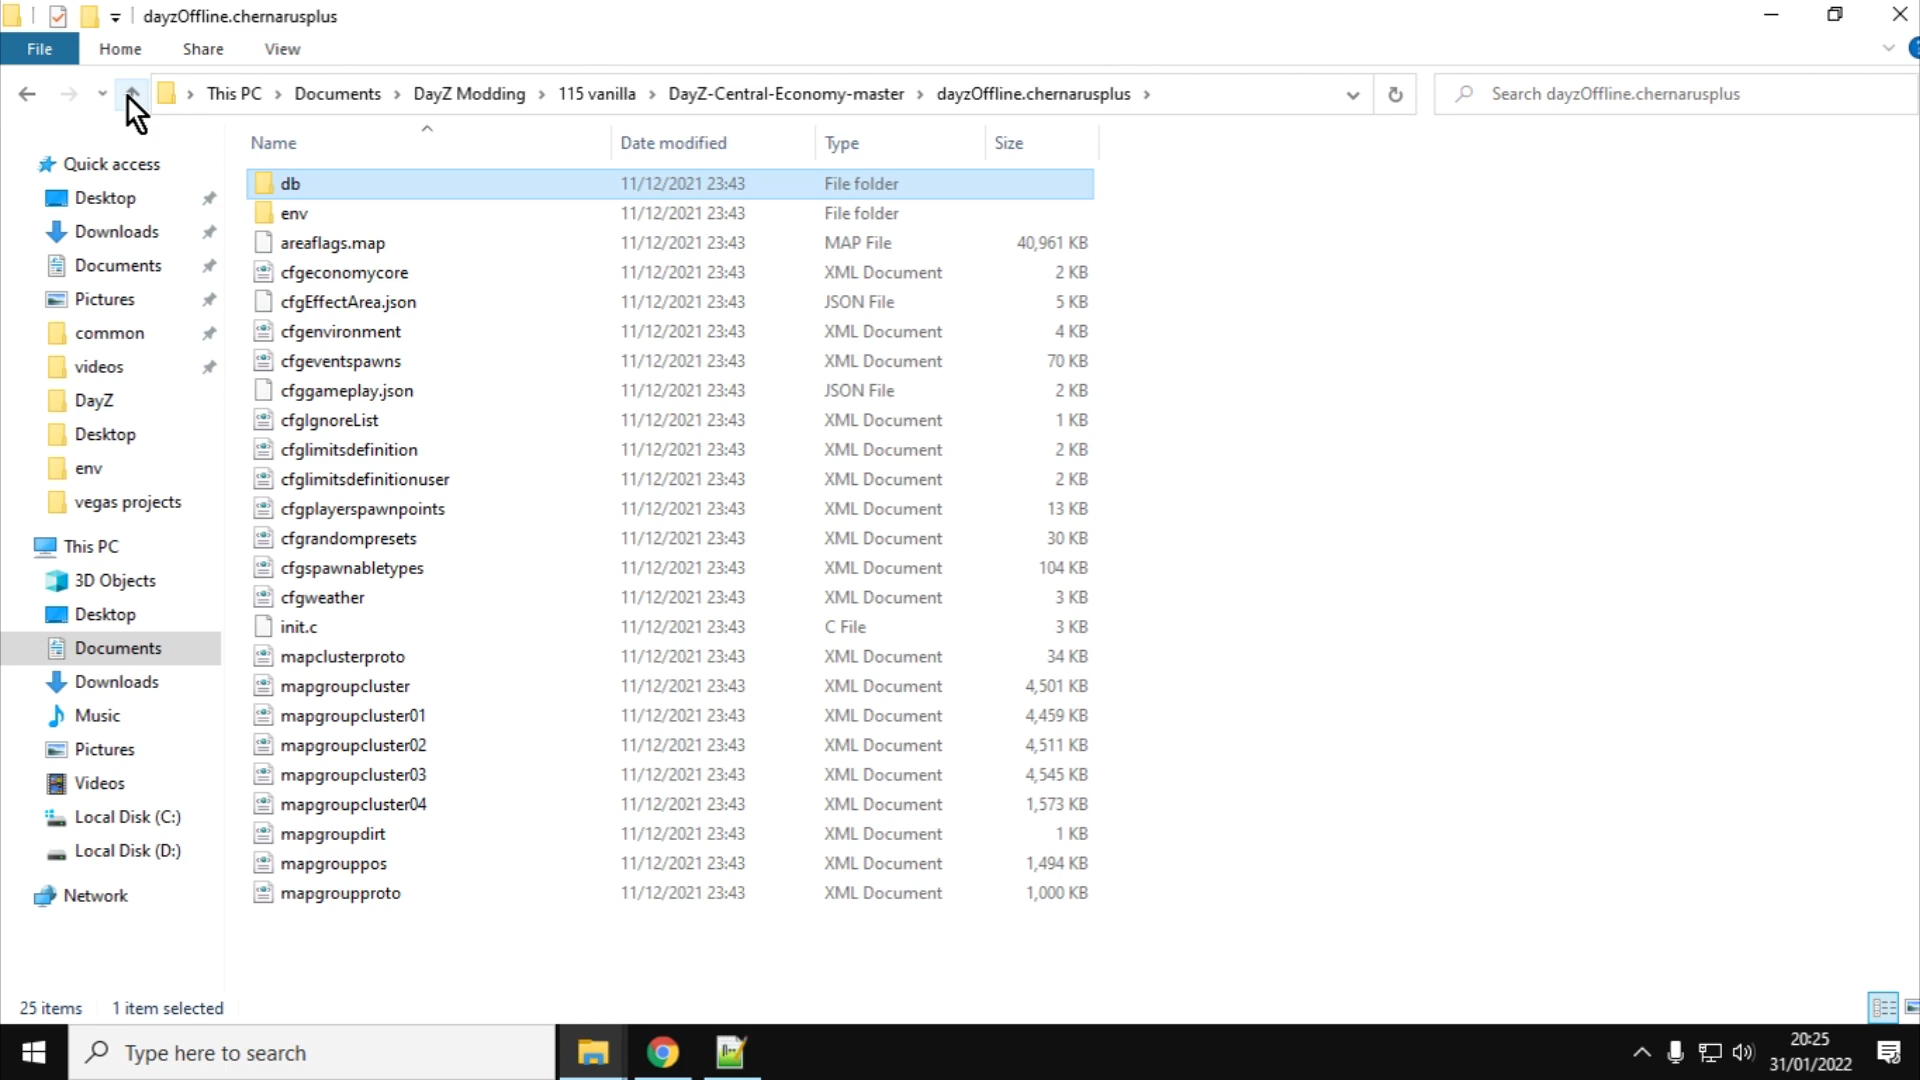 dayzOffline.chernarusplus
File Home Share View
This PC Documents DayZ Modding 115 vanilla DayZ-Central-Economy-master dayzOffline.chernarusplus
Search dayzOffline.chernarusplus
Name Date modified Type Size
Quick access
Desktop
Downloads
Documents
Pictures
common
videos
DayZ
Desktop
env
vegas projects
This PC
3D Objects
Desktop
Documents
Downloads
Music
Pictures
Videos
Local Disk (C:)
Local Disk (D:)
Network
db 11/12/2021 23:43 File folder
env 11/12/2021 23:43 File folder
areaflags.map 11/12/2021 23:43 MAP File 40,961 KB
cfgeconomycore 11/12/2021 23:43 XML Document 2 KB
cfgEffectArea.json 11/12/2021 23:43 JSON File 5 KB
cfgenvironment 11/12/2021 23:43 XML Document 4 KB
cfgeventspawns 11/12/2021 23:43 XML Document 70 KB
cfggameplay.json 11/12/2021 23:43 JSON File 2 KB
cfgIgnoreList 11/12/2021 23:43 XML Document 1 KB
cfglimitsdefinition 11/12/2021 23:43 XML Document 2 KB
cfglimitsdefinitionuser 11/12/2021 23:43 XML Document 2 KB
cfgplayerspawnpoints 11/12/2021 23:43 XML Document 13 KB
cfgrandompresets 11/12/2021 23:43 XML Document 30 KB
cfgspawnabletypes 11/12/2021 23:43 XML Document 104 KB
cfgweather 11/12/2021 23:43 XML Document 3 KB
init.c 11/12/2021 23:43 C File 3 KB
mapclusterproto 11/12/2021 23:43 XML Document 34 KB
mapgroupcluster 11/12/2021 23:43 XML Document 4,501 KB
mapgroupcluster01 11/12/2021 23:43 XML Document 4,459 KB
mapgroupcluster02 11/12/2021 23:43 XML Document 4,511 KB
mapgroupcluster03 11/12/2021 23:43 XML Document 4,545 KB
mapgroupcluster04 11/12/2021 23:43 XML Document 1,573 KB
mapgroupdirt 11/12/2021 23:43 XML Document 1 KB
mapgrouppos 11/12/2021 23:43 XML Document 1,494 KB
mapgroupproto 11/12/2021 23:43 XML Document 1,000 KB
25 items 1 item selected
Type here to search
20:25
31/01/2022